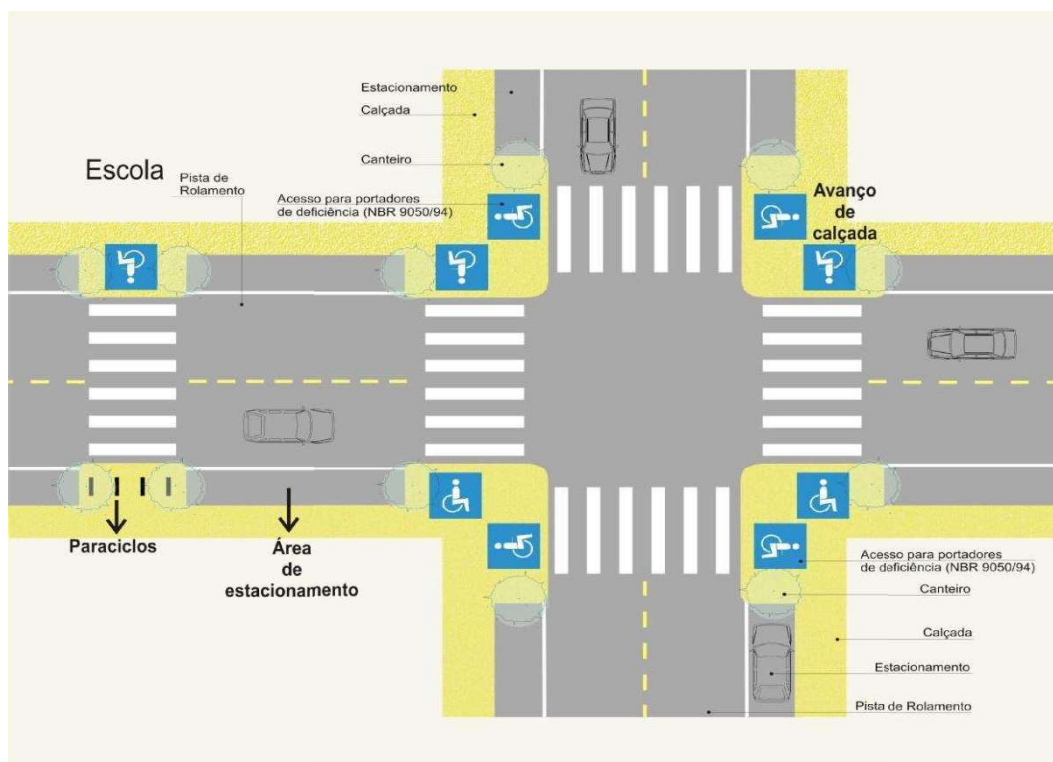 Estacionamento
Calçada
Escola
Pista de
Rolamento
Canteiro
Acesso para portadores
de deficiência (NBR 9050/94)
Avanço
de
calçada
Paraciclos
Área
de
estacionamento
Acesso para portadores
de deficiência (NBR 9050/94)
Canteiro
Calçada
Estacionamento
Pista de Rolamento